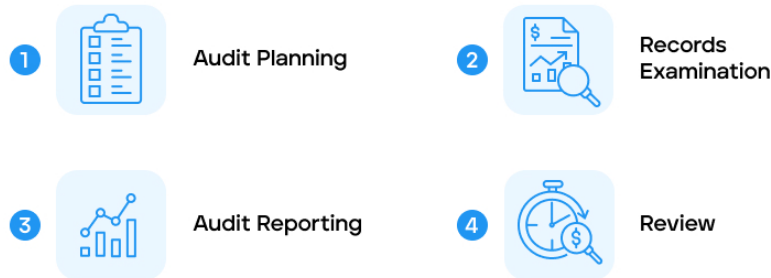 1
Audit Planning
2
$
Records
Examination
3
Audit Reporting
4
$
Review